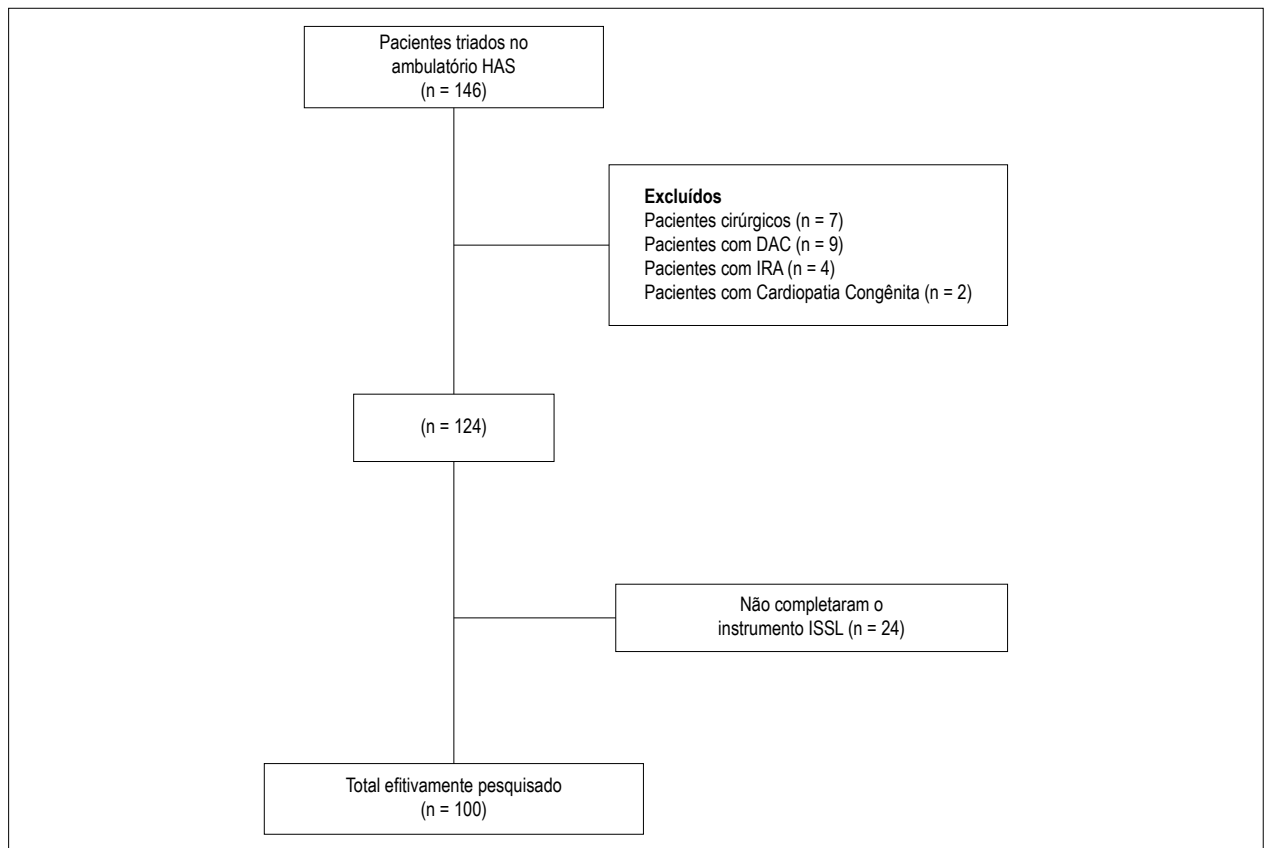 Pacientes triados no
ambulatório HAS
(n = 146)
Excluídos
Pacientes cirúrgicos (n = 7)
Pacientes com DAC (n = 9)
Pacientes com IRA (n = 4)
Pacientes com Cardiopatia Congênita (n = 2)
(n = 124)
Não completaram o
instrumento ISSL (n = 24)
Total efitivamente pesquisado
(n = 100)